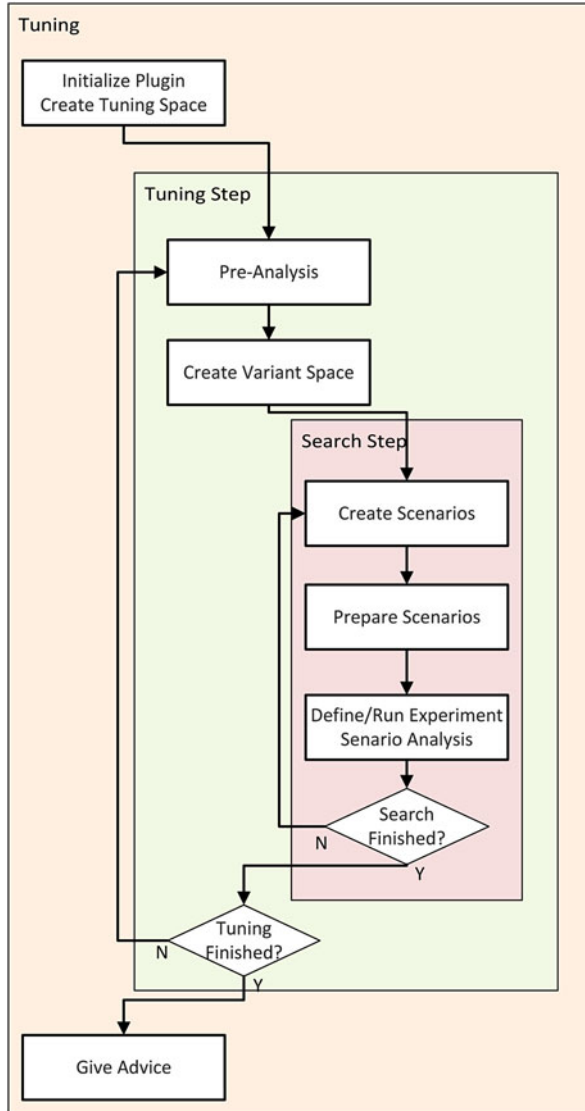 Tuning
Initialize Plugin
Create Tuning Space
Tuning Step
Pre-Analysis
Create Variant Space
Search Step
Create Scenarios
Prepare Scenarios
Define/Run Experiment
Senario Analysis
Search
Finished?
N
Y
Tuning
Finished?
N
Y
Give Advice